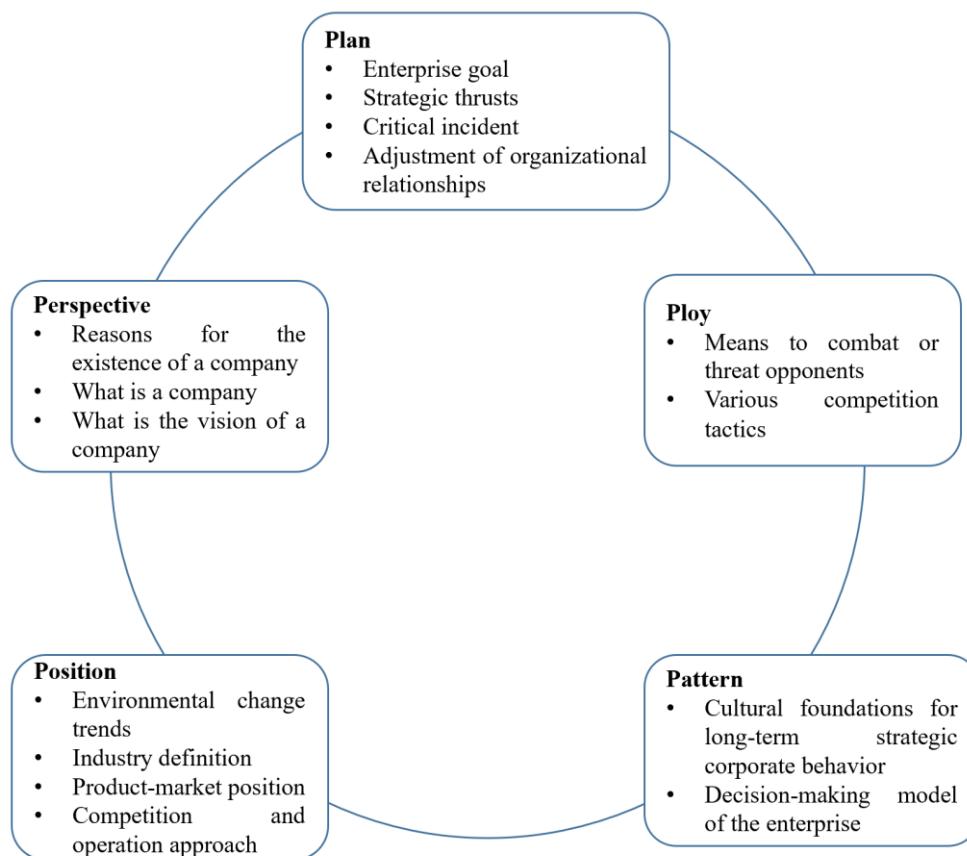 Plan
• Enterprise goal
• Strategic thrusts
• Critical incident
• Adjustment of organizational
relationships
Perspective
• Reasons for the
existence of a company
• What is a company
• What is the vision of a
company
Ploy
• Means to combat or
threat opponents
• Various competition
tactics
Position
• Environmental change
trends
• Industry definition
• Product-market position
• Competition and
operation approach
Pattern
• Cultural foundations for
long-term strategic
corporate behavior
• Decision-making model
of the enterprise